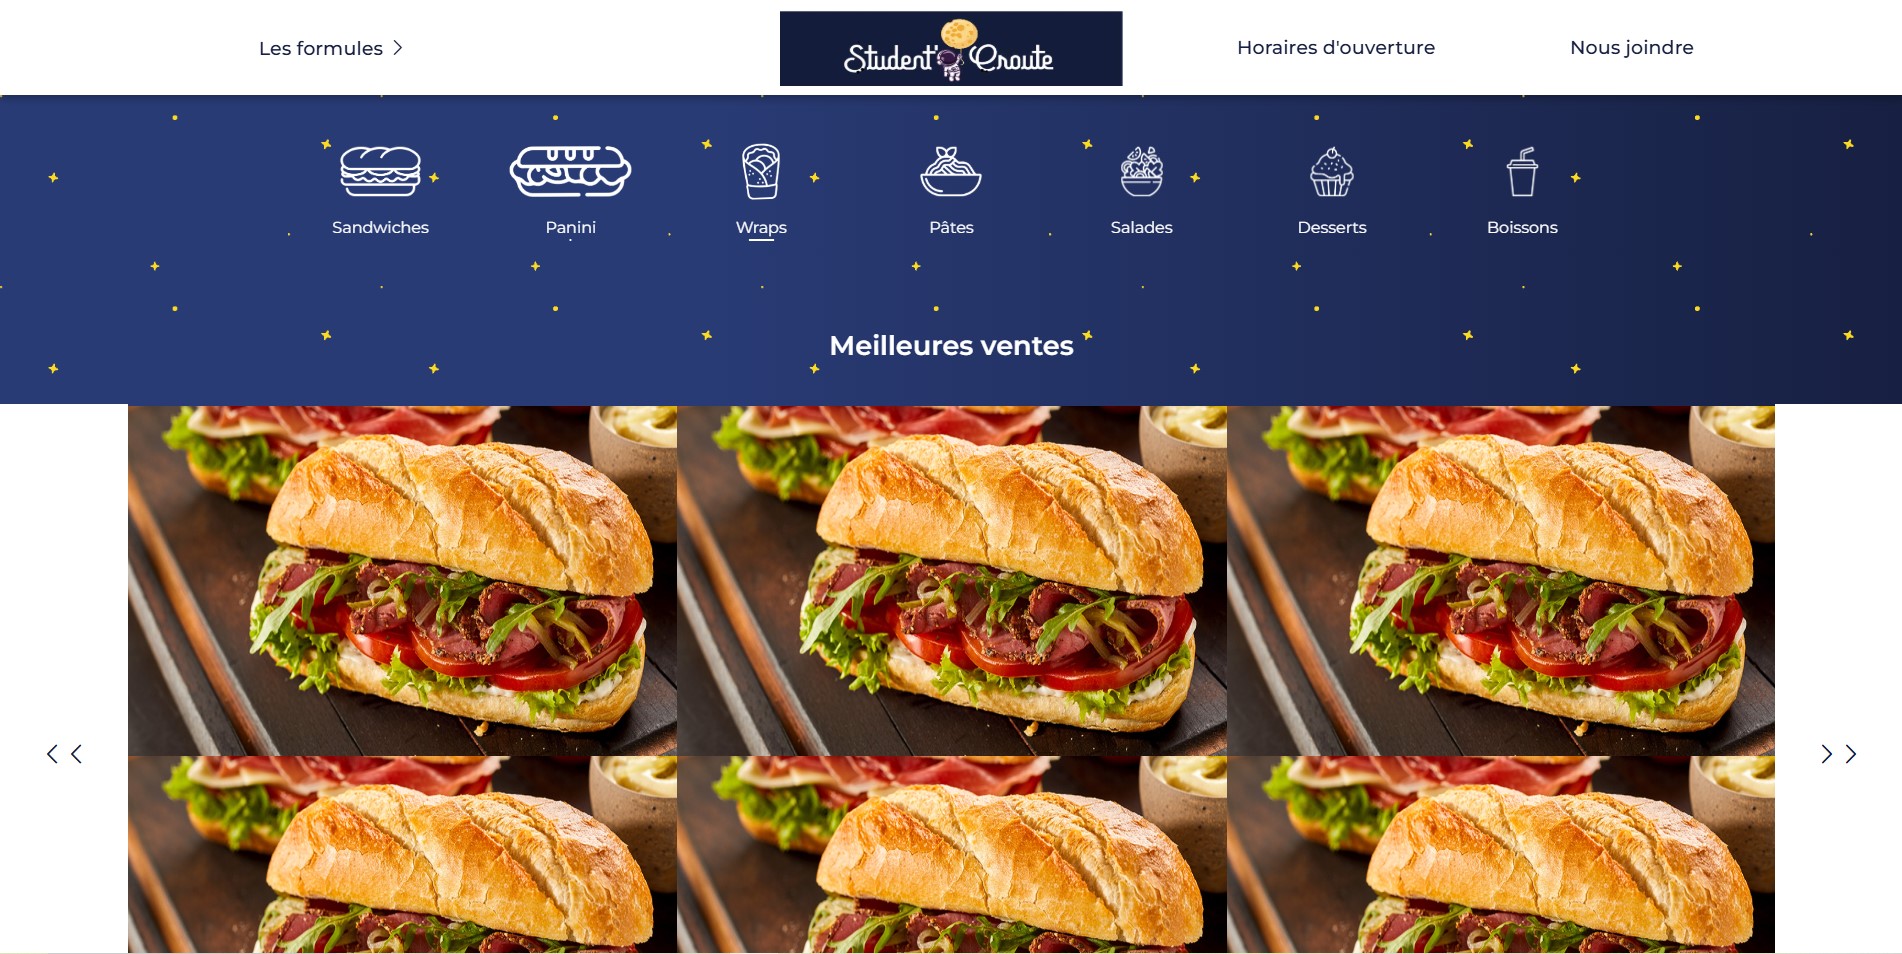 Les formules
Student' Croute
Horaires d'ouverture
Nous joindre
Sandwiches
Panini
Wraps
Pâtes
Salades
Desserts
Boissons
Meilleures ventes